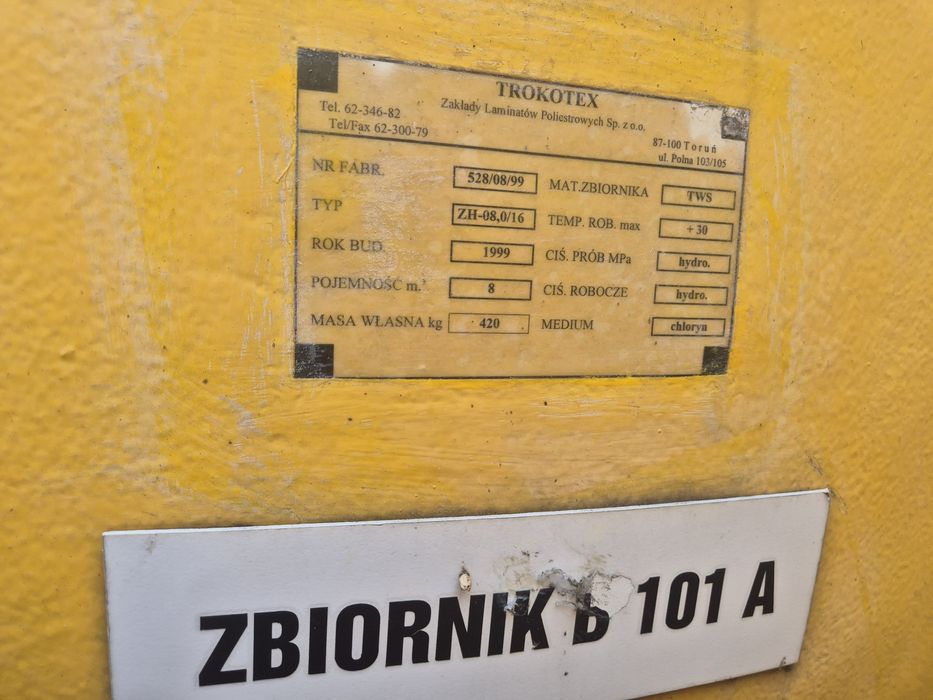 TROKOTEX
Zakłady Laminatów Poliestrowych Sp. z o.o.
Tel. 62-346-82
Tel/Fax 62-300-79
87-100 Toruń
ul. Polna 103/105
NR FABR. 528/08/99 MAT.ZBIORNIKA TWS
TYP ZH-08,0/16 TEMP. ROB. max +30
ROK BUD. 1999 CIŚ. PRÓB MPa hydro.
POJEMNOŚĆ m.³ 8 CIŚ. ROBOCZE hydro.
MASA WŁASNA kg 420 MEDIUM chloryn
ZBIORNIK B 101 A